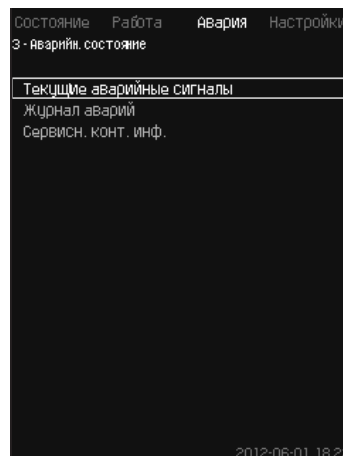 Состояние Работа Авария Настройки
3 - Аварийн. состояние
Текущие аварийные сигналы
Журнал аварий
Сервисн. конт. инф.
2012-06-01 18:2